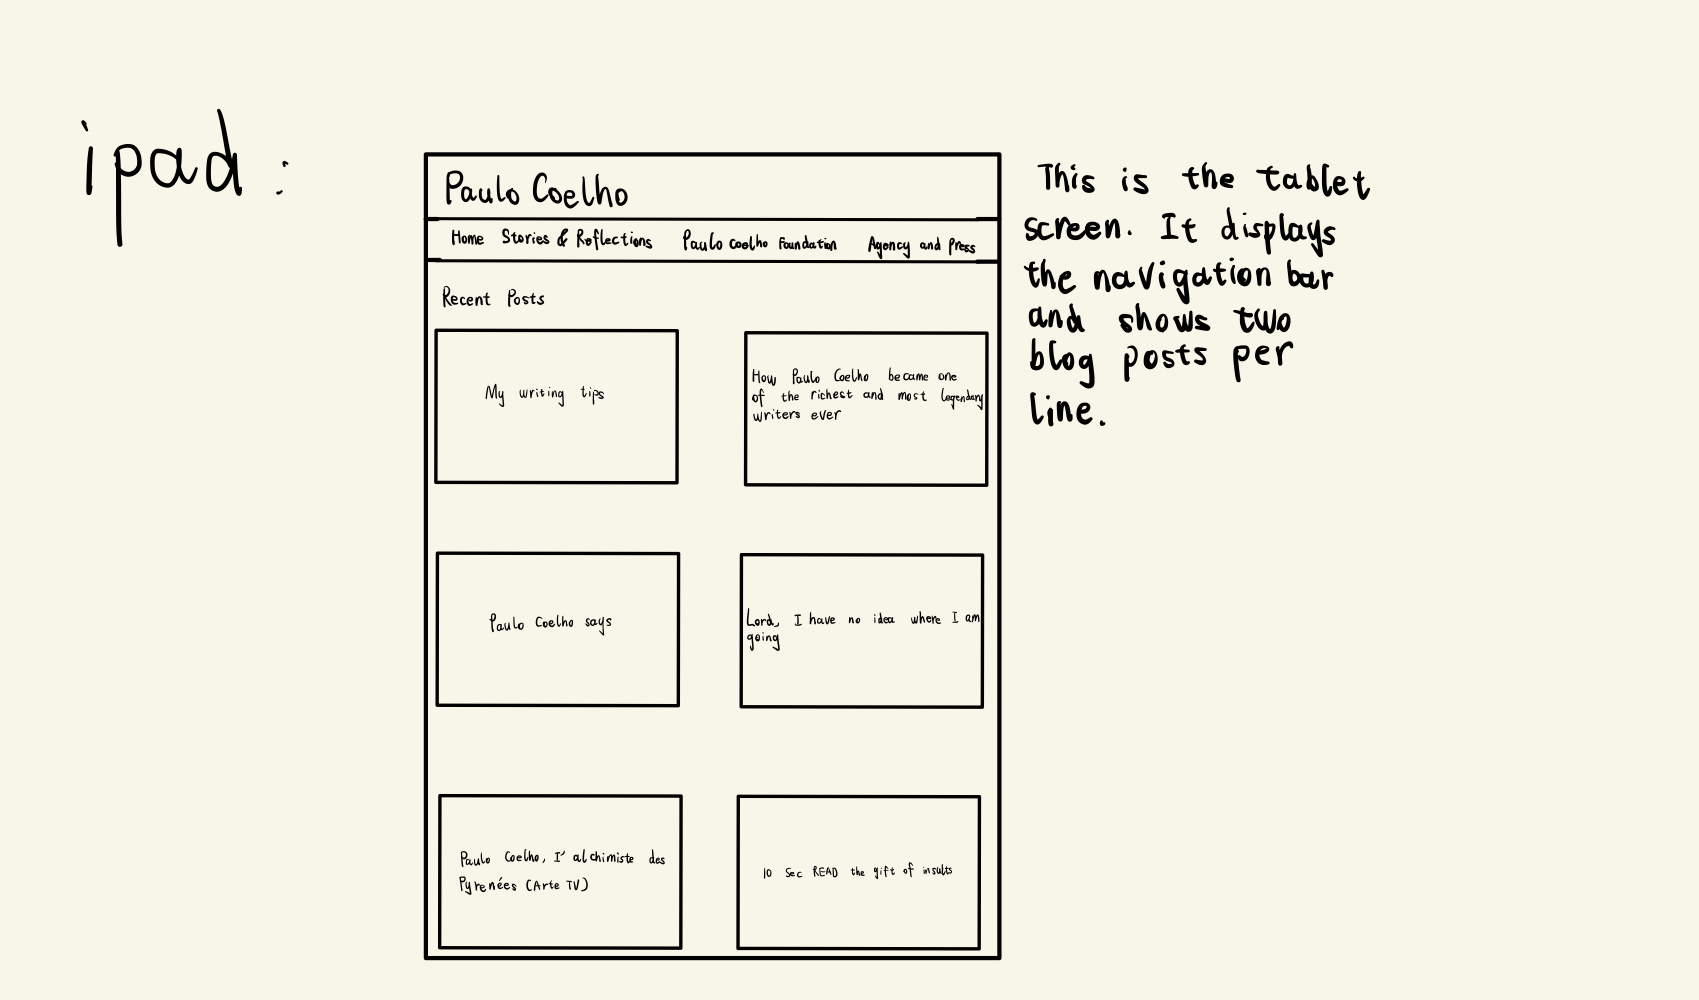 ipad:
Paulo Coelho
Home Stories & Reflections Paulo Coelho Foundation Agency and Press
Recent Posts
My writing tips
How Paulo Coelho became one
of the richest and most legendary
writers ever
Paulo Coelho says
Lord, I have no idea where I am
going
Paulo Coelho, I' alchimiste des
Pyrenées (Arte TV)
10 Sec READ the gift of insults
This is the tablet
screen. It displays
the navigation bar
and shows two
blog posts per
line.